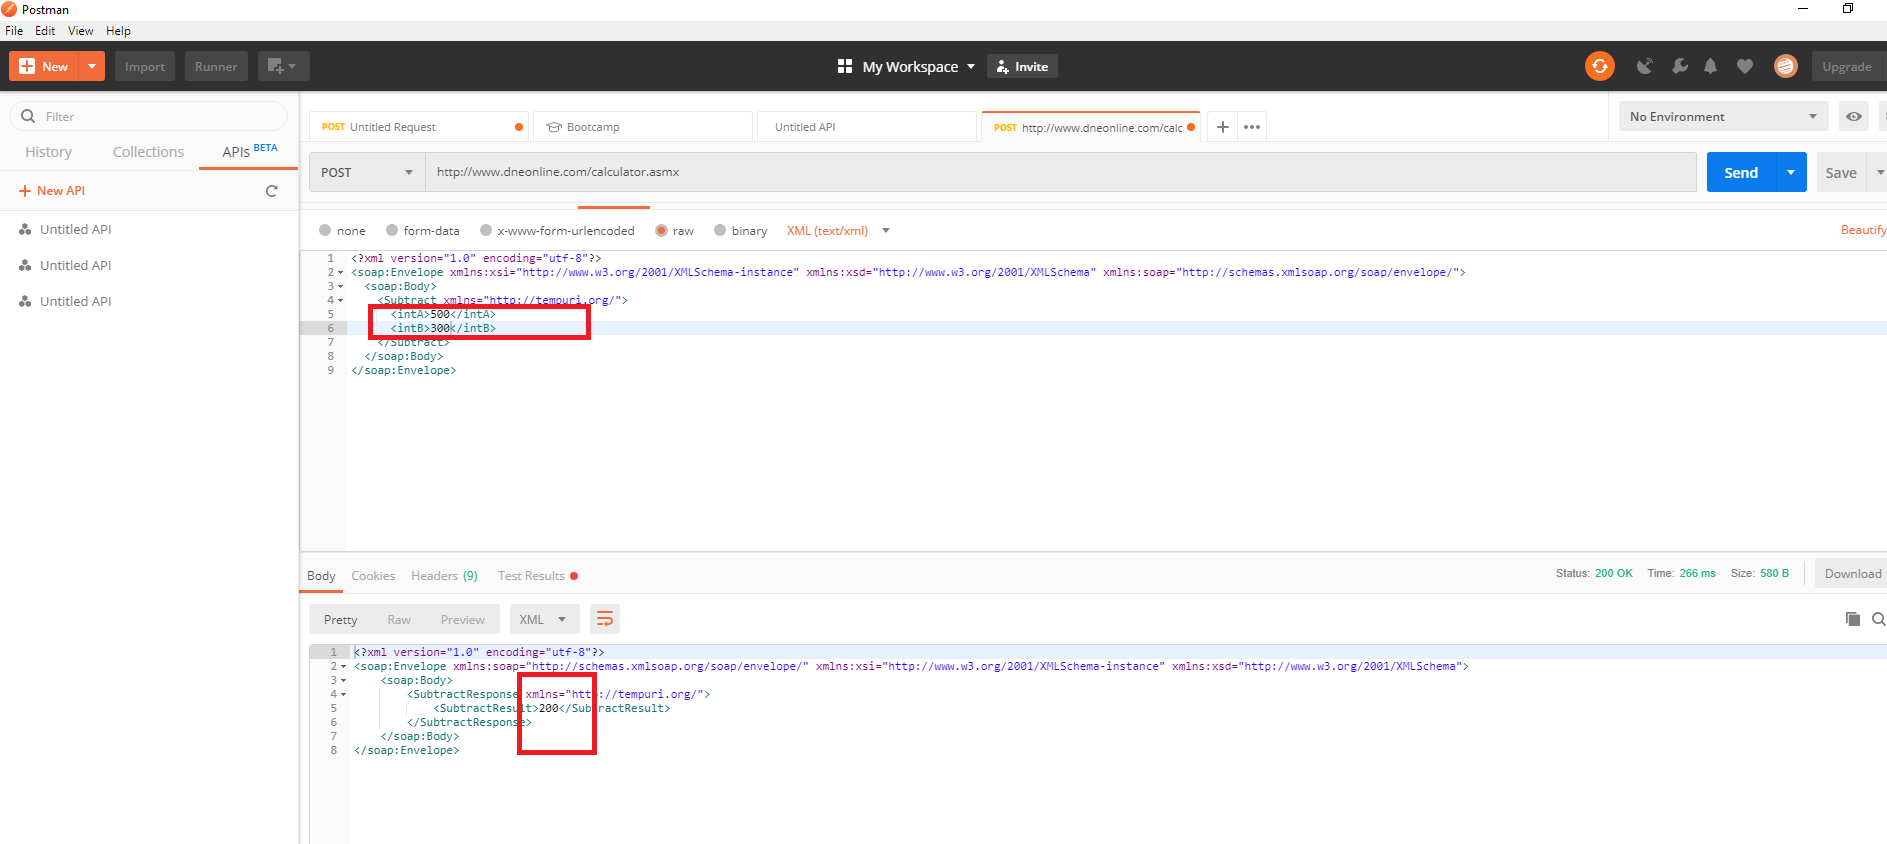 Postman
File Edit View Help
New Import Runner My Workspace Invite Upgrade
Filter
History Collections APIs BETA
New API
Untitled API
Untitled API
Untitled API
POST Untitled Request Bootcamp Untitled API POST http://www.dneonline.com/calc
No Environment
POST http://www.dneonline.com/calculator.asmx Send Save
none form-data x-www-form-urlencoded raw binary XML (text/xml) Beautify
1 <?xml version="1.0" encoding="utf-8"?>
2 <soap:Envelope xmlns:xsi="http://www.w3.org/2001/XMLSchema-instance" xmlns:xsd="http://www.w3.org/2001/XMLSchema" xmlns:soap="http://schemas.xmlsoap.org/soap/envelope/">
3 <soap:Body>
4 <Subtract xmlns="http://tempuri.org/">
5 <intA>500</intA>
6 <intB>300</intB>
7 </Subtract>
8 </soap:Body>
9 </soap:Envelope>
Body Cookies Headers (9) Test Results Status: 200 OK Time: 266 ms Size: 580 B Download
Pretty Raw Preview XML
1 <?xml version="1.0" encoding="utf-8"?>
2 <soap:Envelope xmlns:soap="http://schemas.xmlsoap.org/soap/envelope/" xmlns:xsi="http://www.w3.org/2001/XMLSchema-instance" xmlns:xsd="http://www.w3.org/2001/XMLSchema">
3 <soap:Body>
4 <SubtractResponse xmlns="http://tempuri.org/">
5 <SubtractResult>200</SubtractResult>
6 </SubtractResponse>
7 </soap:Body>
8 </soap:Envelope>